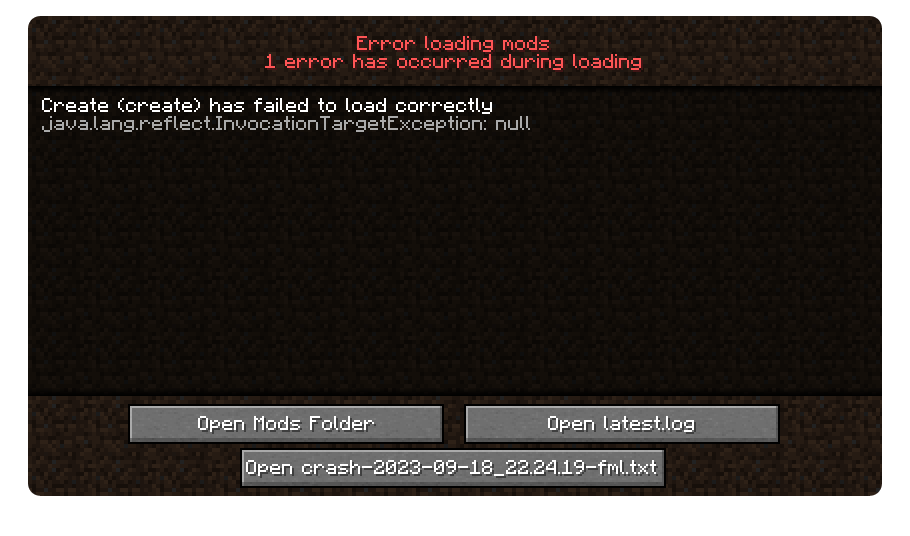 Error loading mods
1 error has occurred during loading
Create (create) has failed to load correctly
java.lang.reflect.InvocationTargetException: null
Open Mods Folder
Open latest.log
Open crash-2023-09-18_22.24.19-fml.txt